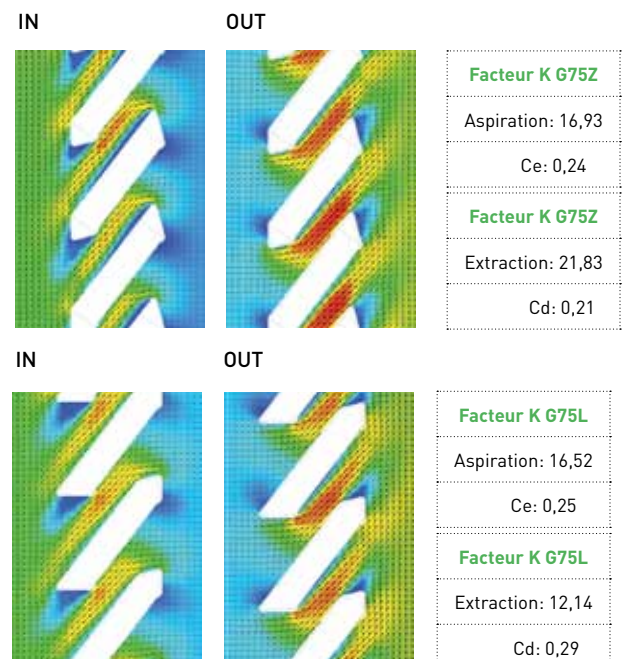 IN
OUT
Facteur K G75Z
Aspiration: 16,93
Ce: 0,24
Facteur K G75Z
Extraction: 21,83
Cd: 0,21
IN
OUT
Facteur K G75L
Aspiration: 16,52
Ce: 0,25
Facteur K G75L
Extraction: 12,14
Cd: 0,29